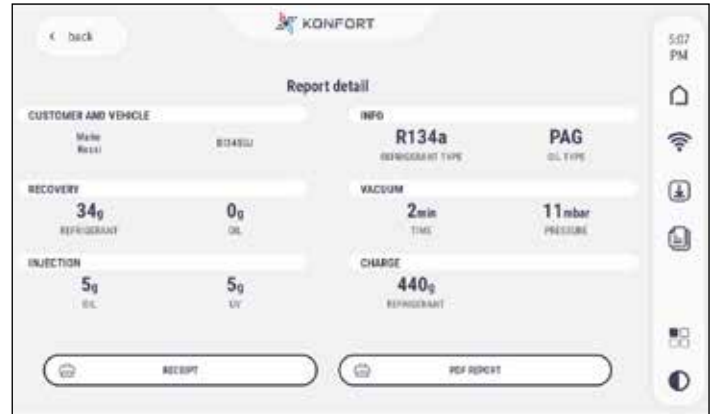 back
KONFORT
5:07
PM
Report detail
CUSTOMER AND VEHICLE
INFO
Rossi
R134a
REFRIGERANT TYPE
PAG
OIL TYPE
RECOVERY
VACUUM
34g
REFRIGERANT
0g
OIL
2min
TIME
11mbar
PRESSURE
INJECTION
CHARGE
5g
OIL
5g
UV
440g
REFRIGERANT
RECEIPT
PDF REPORT